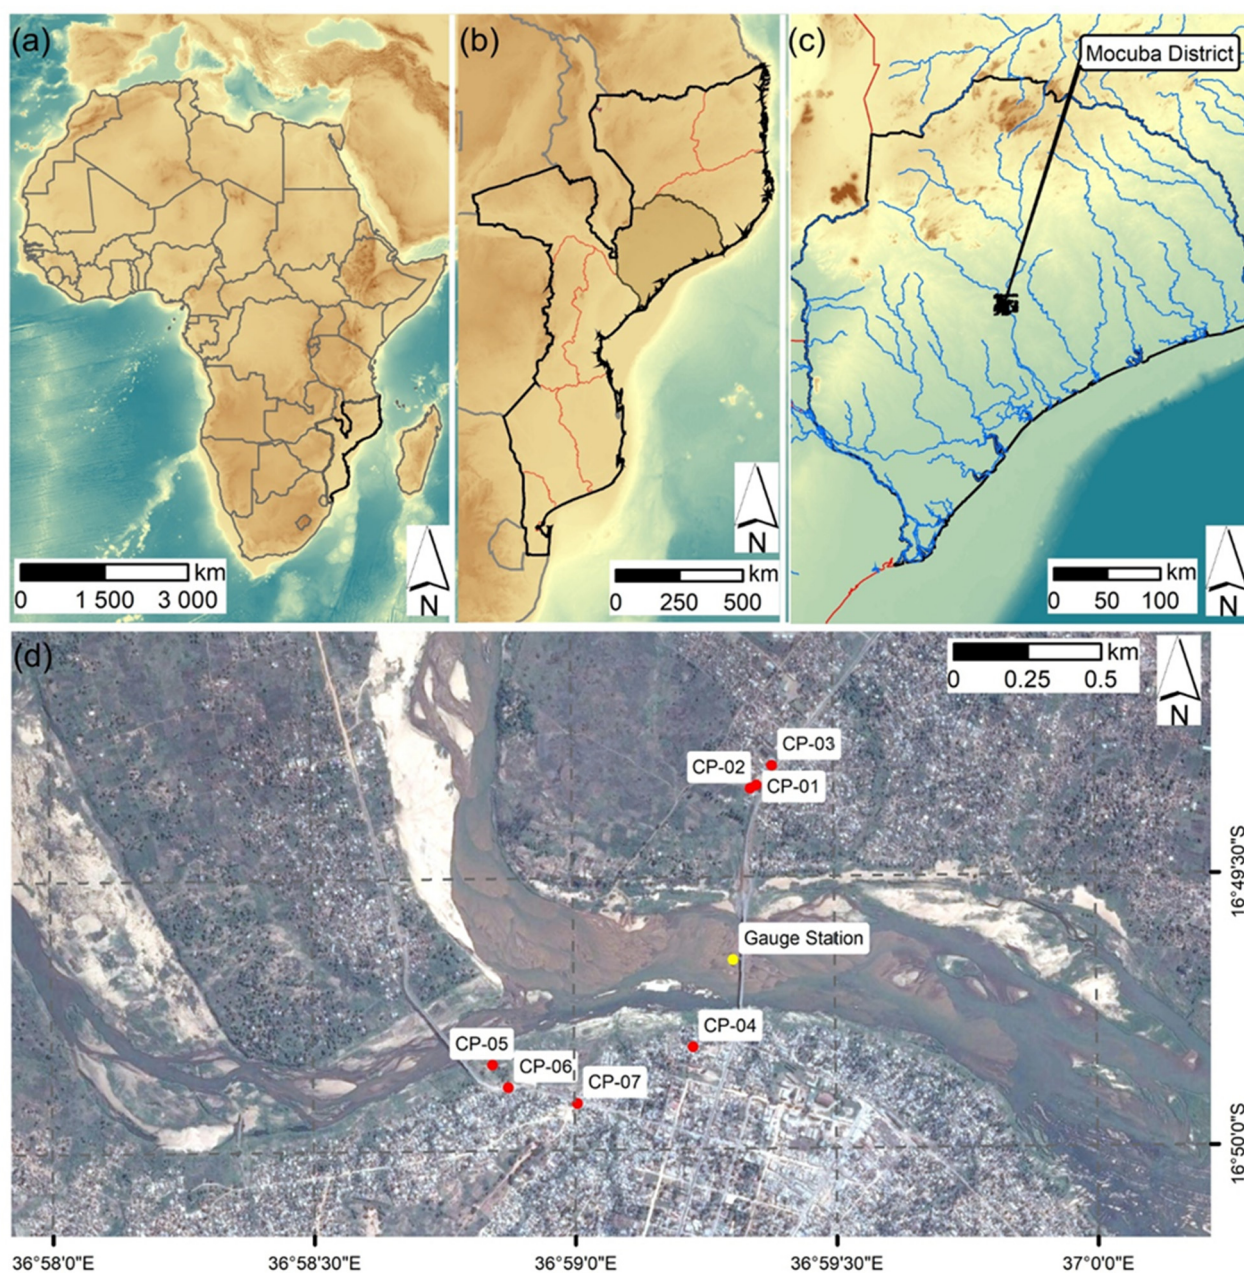 (a)
km
0 1 500 3 000
N
(b)
km
0 250 500
N
(c)
Mocuba District
km
0 50 100
N
(d)
km
0 0.25 0.5
N
CP-03
CP-02
CP-01
Gauge Station
CP-04
CP-05
CP-06
CP-07
16°49'30"S
16°50'0"S
36°58'0"E 36°58'30"E 36°59'0"E 36°59'30"E 37°0'0"E